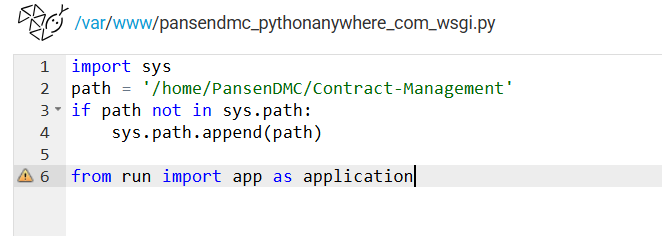 /var/www/pansendmc_pythonanywhere_com_wsgi.py
1 import sys
2 path = '/home/PansenDMC/Contract-Management'
3 if path not in sys.path:
4     sys.path.append(path)
5
6 from run import app as application